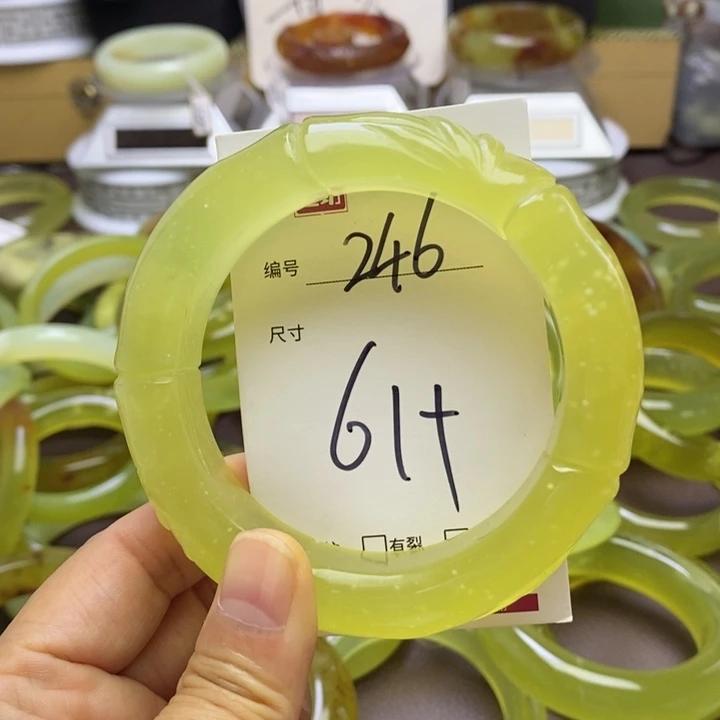 编号 246
尺寸
61+
有裂